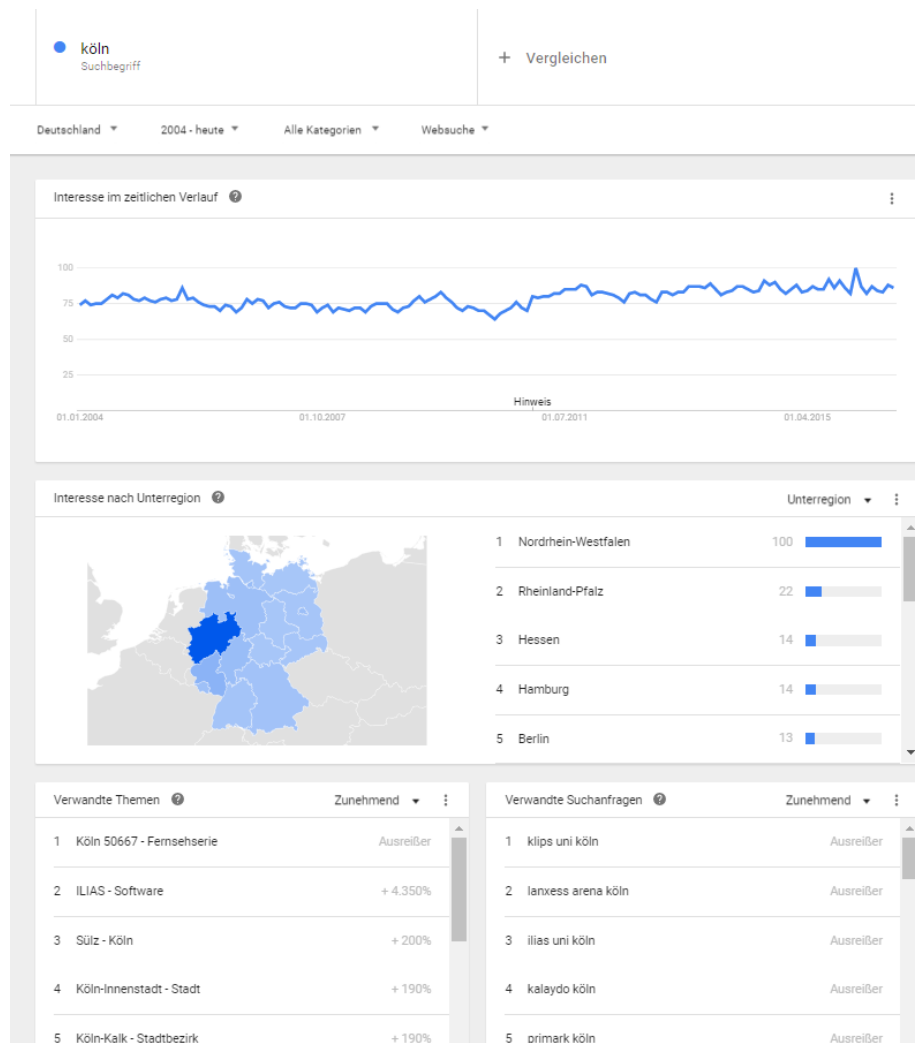 köln
Suchbegriff
+ Vergleichen
Deutschland
2004 - heute
Alle Kategorien
Websuche
Interesse im zeitlichen Verlauf ?
100
75
50
25
Hinweis
01.01.2004
01.10.2007
01.07.2011
01.04.2015
Interesse nach Unterregion ?
Unterregion
1 Nordrhein-Westfalen 100
2 Rheinland-Pfalz 22
3 Hessen 14
4 Hamburg 14
5 Berlin 13
Verwandte Themen ?
Zunehmend
1 Köln 50667 - Fernsehserie Ausreißer
2 ILIAS - Software + 4.350%
3 Sülz - Köln + 200%
4 Köln-Innenstadt - Stadt + 190%
5 Köln-Kalk - Stadtbezirk + 190%
Verwandte Suchanfragen ?
Zunehmend
1 klips uni köln Ausreißer
2 lanxess arena köln Ausreißer
3 ilias uni köln Ausreißer
4 kalaydo köln Ausreißer
5 primark köln Ausreißer